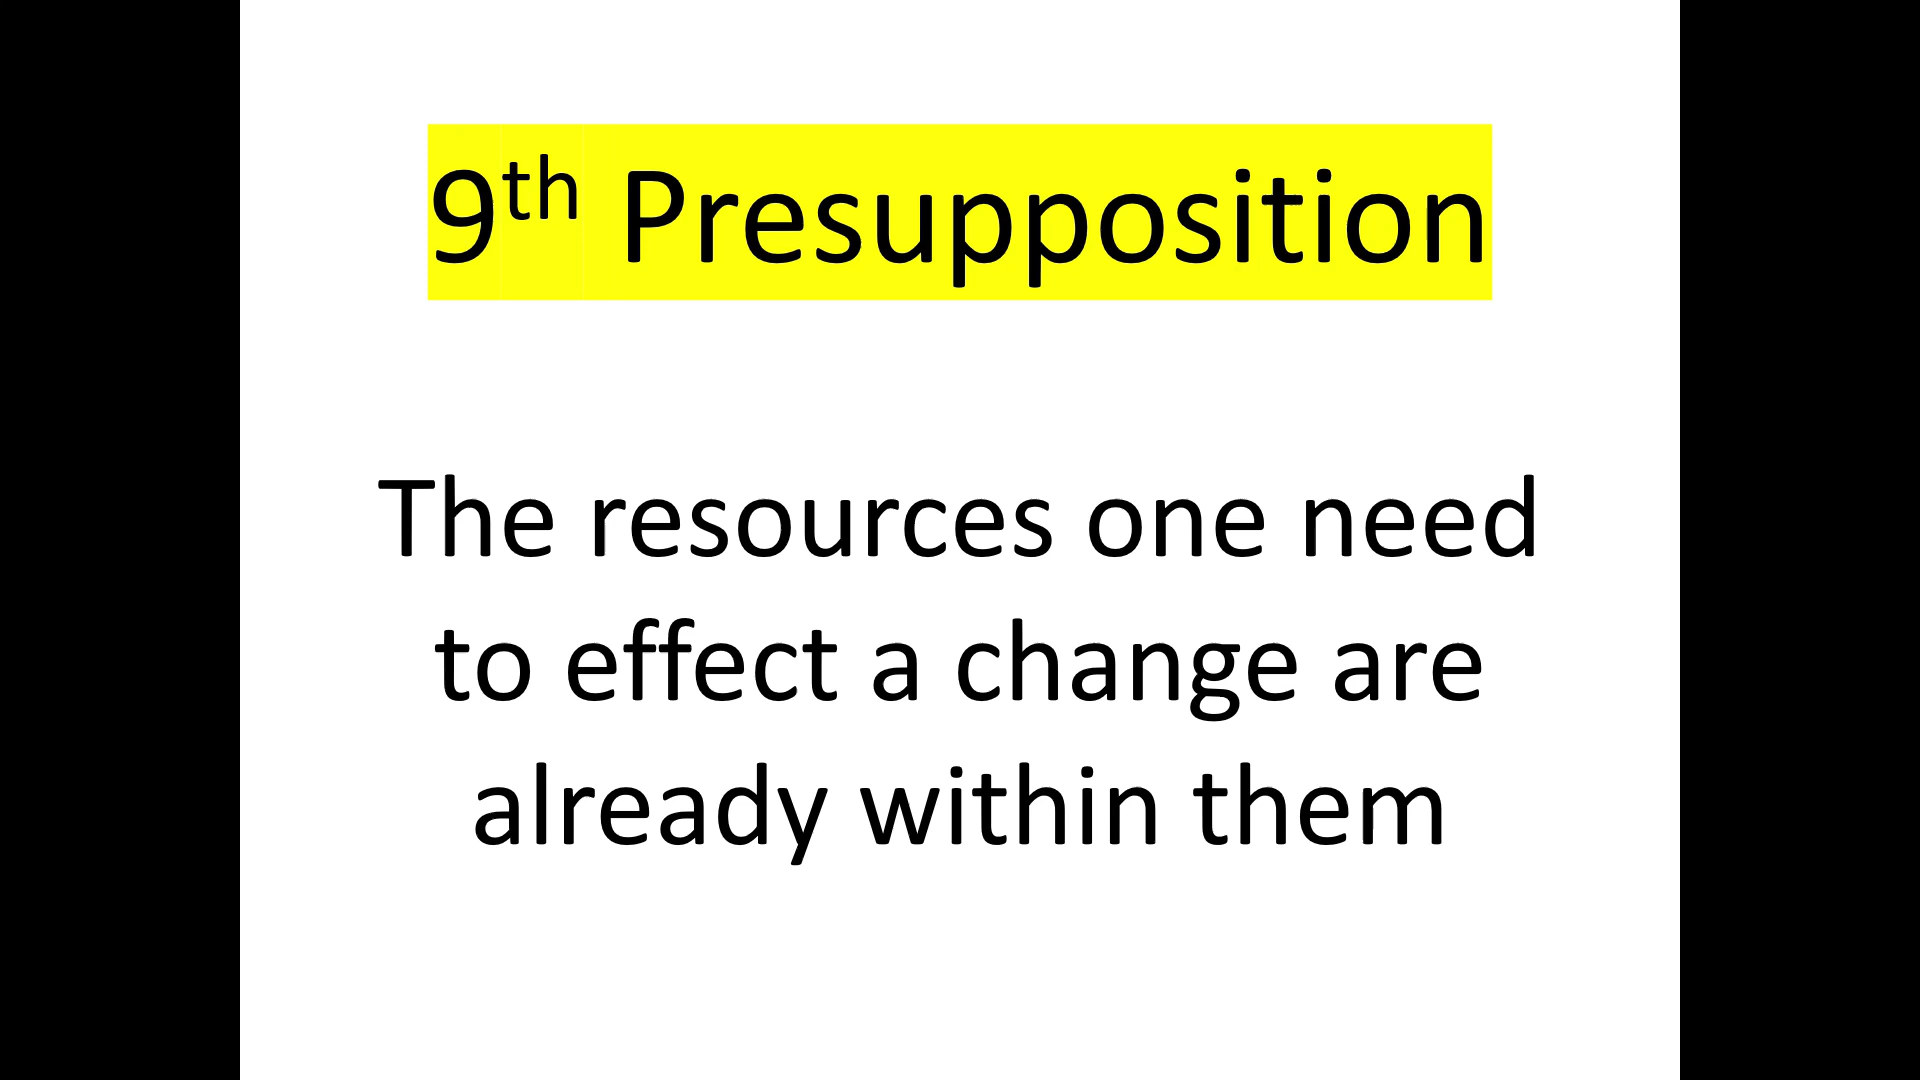 9th Presupposition
The resources one need
to effect a change are
already within them